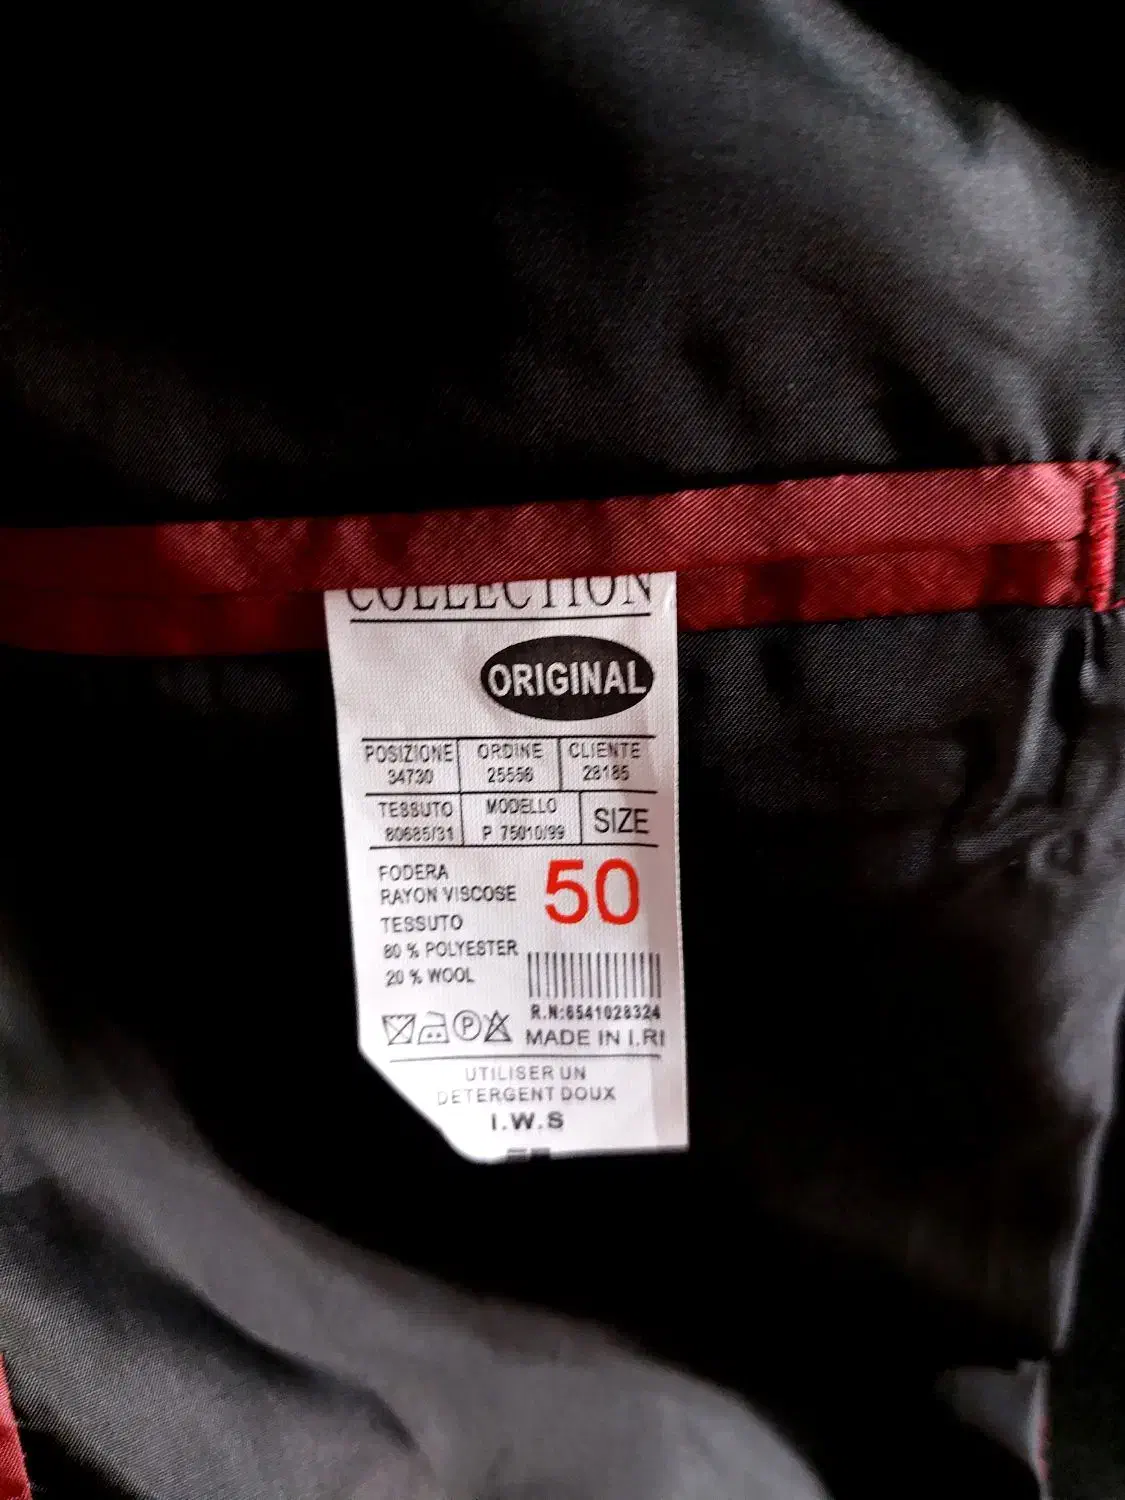 COLLECTION
ORIGINAL
POSIZIONE ORDINE CLIENTE
34730 25556 28185
TESSUTO MODELLO SIZE
80685/31 P 75010/99
FODERA
RAYON VISCOSE
50
TESSUTO
80 % POLYESTER
20 % WOOL
R.N:6541028324
P
MADE IN I.RI
UTILISER UN
DETERGENT DOUX
I.W.S